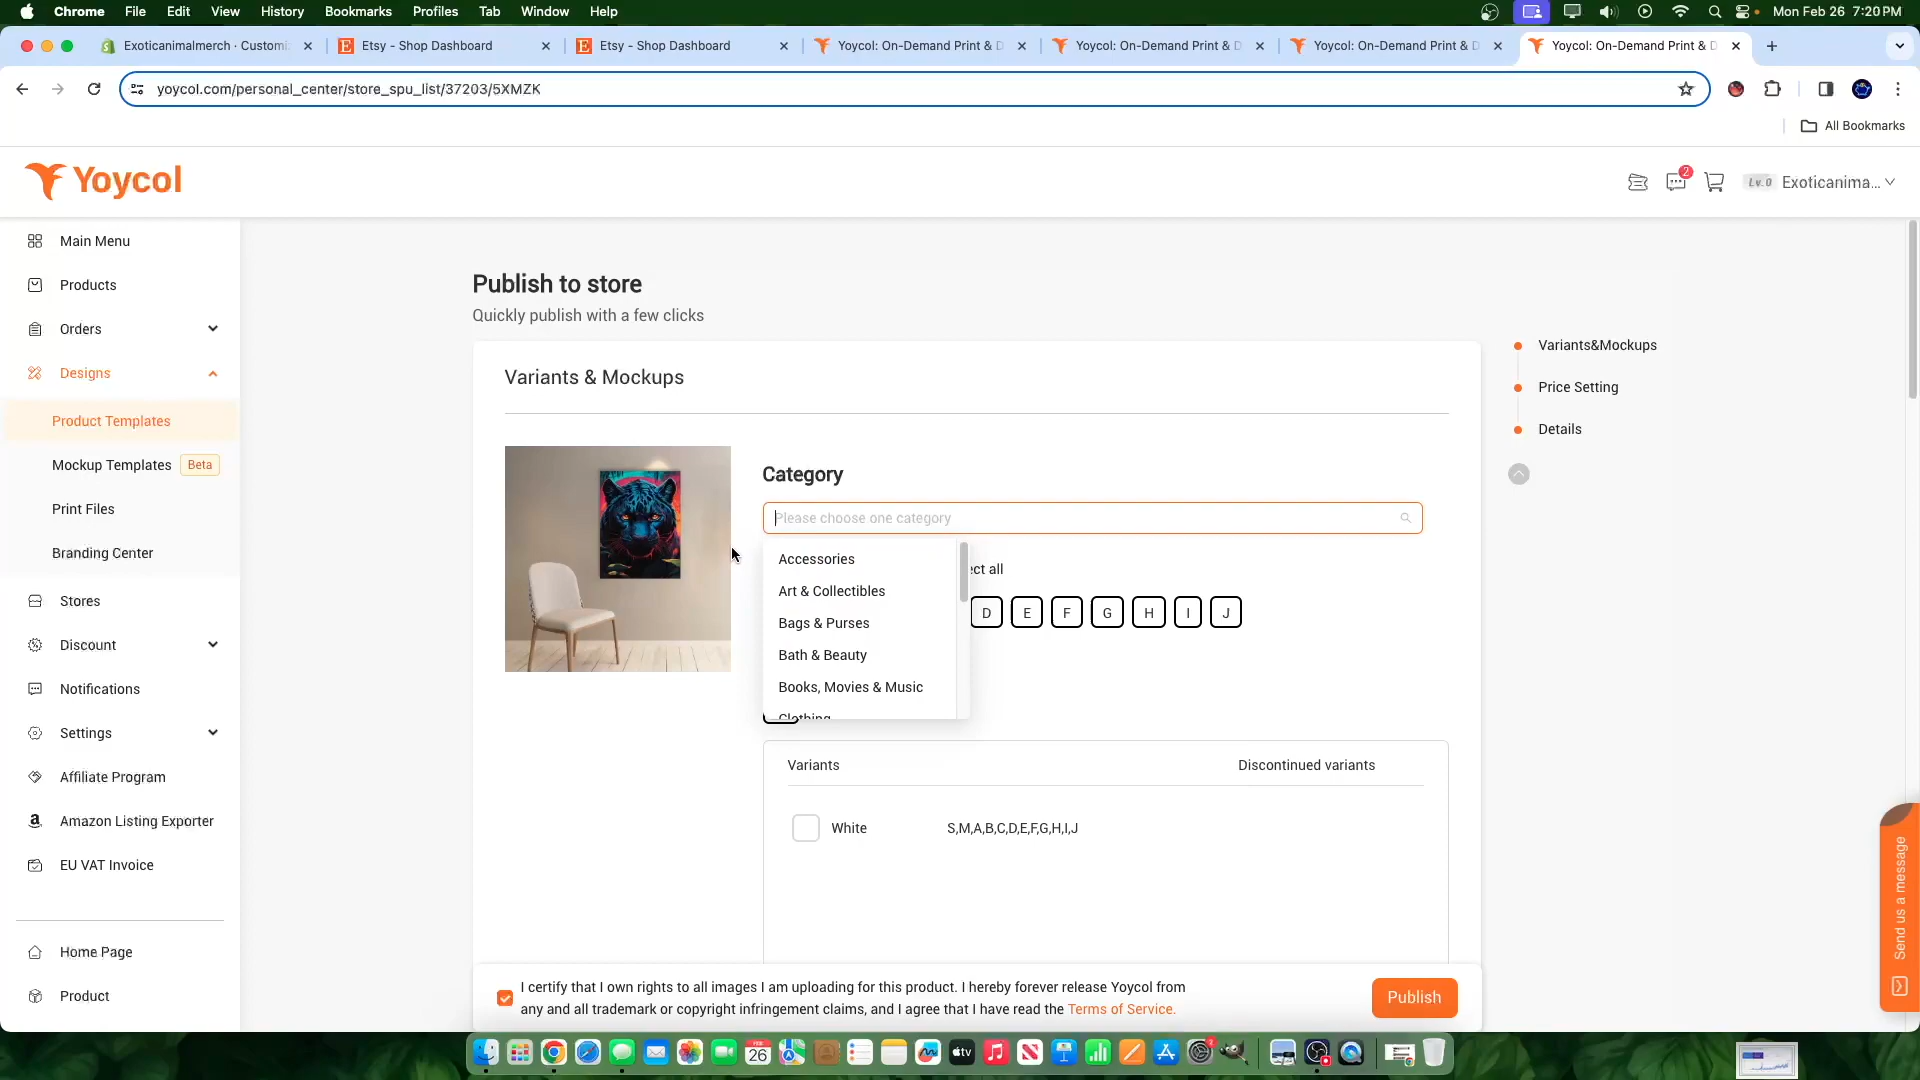 Chrome File Edit View History Bookmarks Profiles Tab Window Help Mon Feb 26 7:20 PM
Exoticanimalmerch · Customi Etsy - Shop Dashboard Etsy - Shop Dashboard Yoycol: On-Demand Print & D Yoycol: On-Demand Print & D Yoycol: On-Demand Print & D Yoycol: On-Demand Print & D
yoycol.com/personal_center/store_spu_list/37203/5XMZK
All Bookmarks
Yoycol
2
Lv.0 Exoticanima...
Main Menu
Products
Orders
Designs
Product Templates
Mockup Templates Beta
Print Files
Branding Center
Stores
Discount
Notifications
Settings
Affiliate Program
Amazon Listing Exporter
EU VAT Invoice
Home Page
Product
Publish to store
Quickly publish with a few clicks
Variants & Mockups
Category
Please choose one category
Accessories
Art & Collectibles
Bags & Purses
Bath & Beauty
Books, Movies & Music
Clothing
ect all
D E F G H I J
Variants Discontinued variants
White S,M,A,B,C,D,E,F,G,H,I,J
I certify that I own rights to all images I am uploading for this product. I hereby forever release Yoycol from
any and all trademark or copyright infringement claims, and I agree that I have read the Terms of Service.
Publish
Variants&Mockups
Price Setting
Details
Send us a message
FEB
26
tv
2